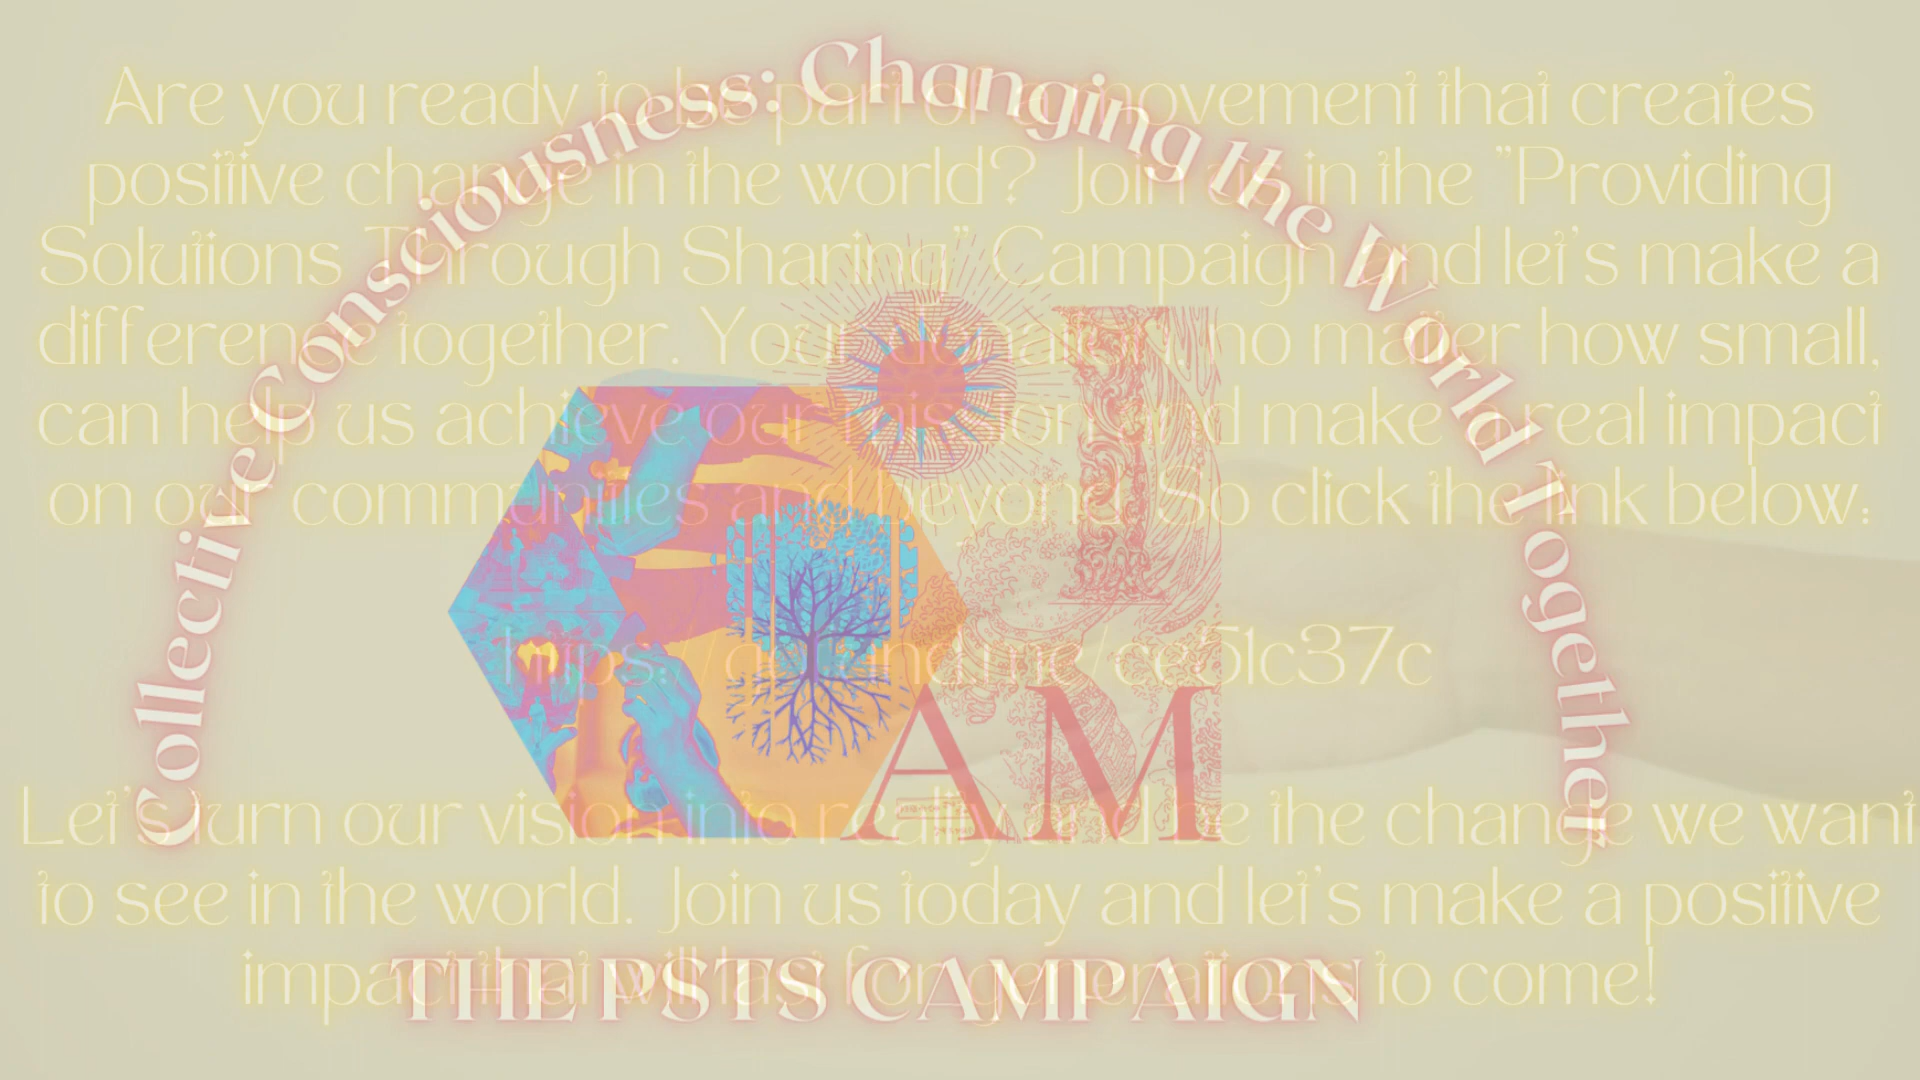 Collective Consciousness: Changing the World Together
Are you ready to be part of a movement that creates
positive change in the world? Join us in the "Providing
Solutions Through Sharing" Campaign and let's make a
difference together. Your donation, no matter how small,
can help us achieve our mission and make a real impact
on our communities and beyond. So click the link below:
https://gofund.me/ce51c37c
I
AM
Let's turn our vision into reality and be the change we want
to see in the world. Join us today and let's make a positive
impact that will last for generations to come!
THE PSTS CAMPAIGN